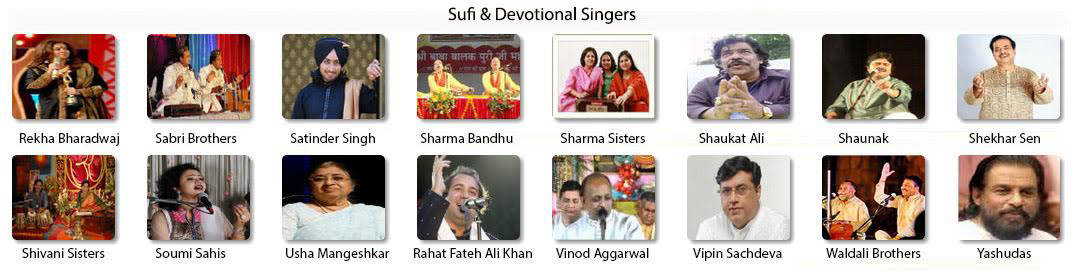 Sufi & Devotional Singers
श्री बाबा बालक पुरी जी
Rekha Bharadwaj Sabri Brothers Satinder Singh Sharma Bandhu Sharma Sisters Shaukat Ali Shaunak Shekhar Sen
Shivani Sisters Soumi Sahis Usha Mangeshkar Rahat Fateh Ali Khan Vinod Aggarwal Vipin Sachdeva Waldali Brothers Yashudas